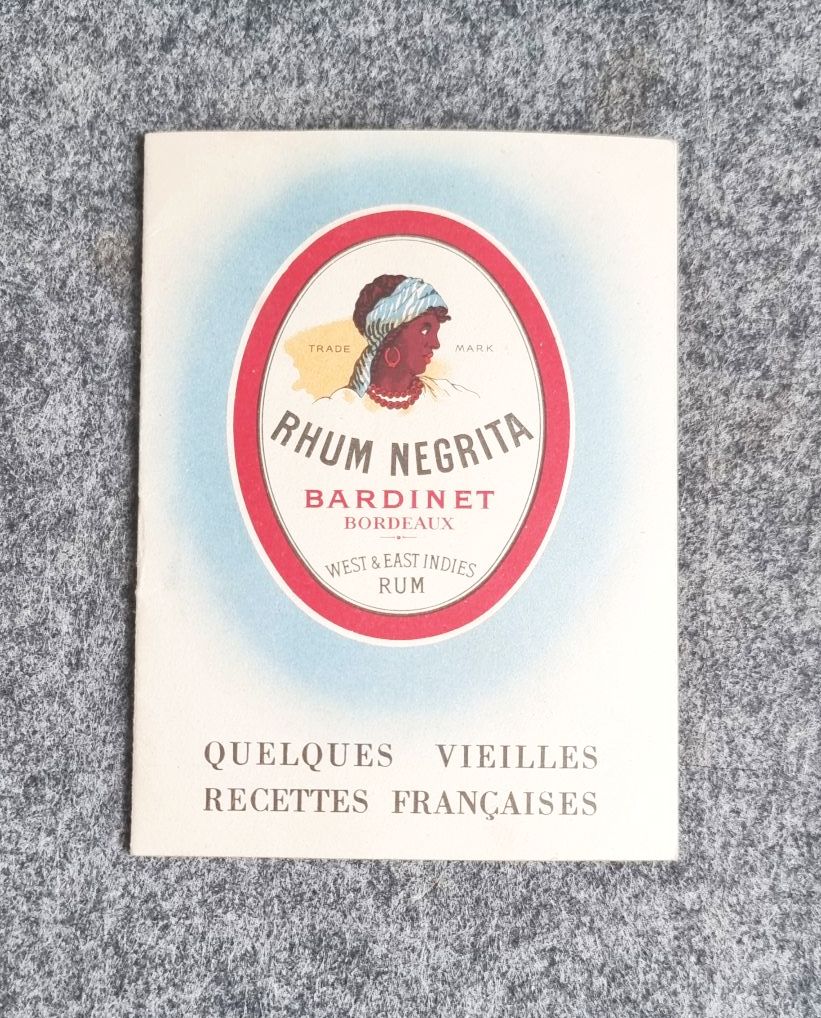 TRADE MARK
RHUM NEGRITA
BARDINET
BORDEAUX
WEST & EAST INDIES
RUM
QUELQUES VIEILLES
RECETTES FRANÇAISES